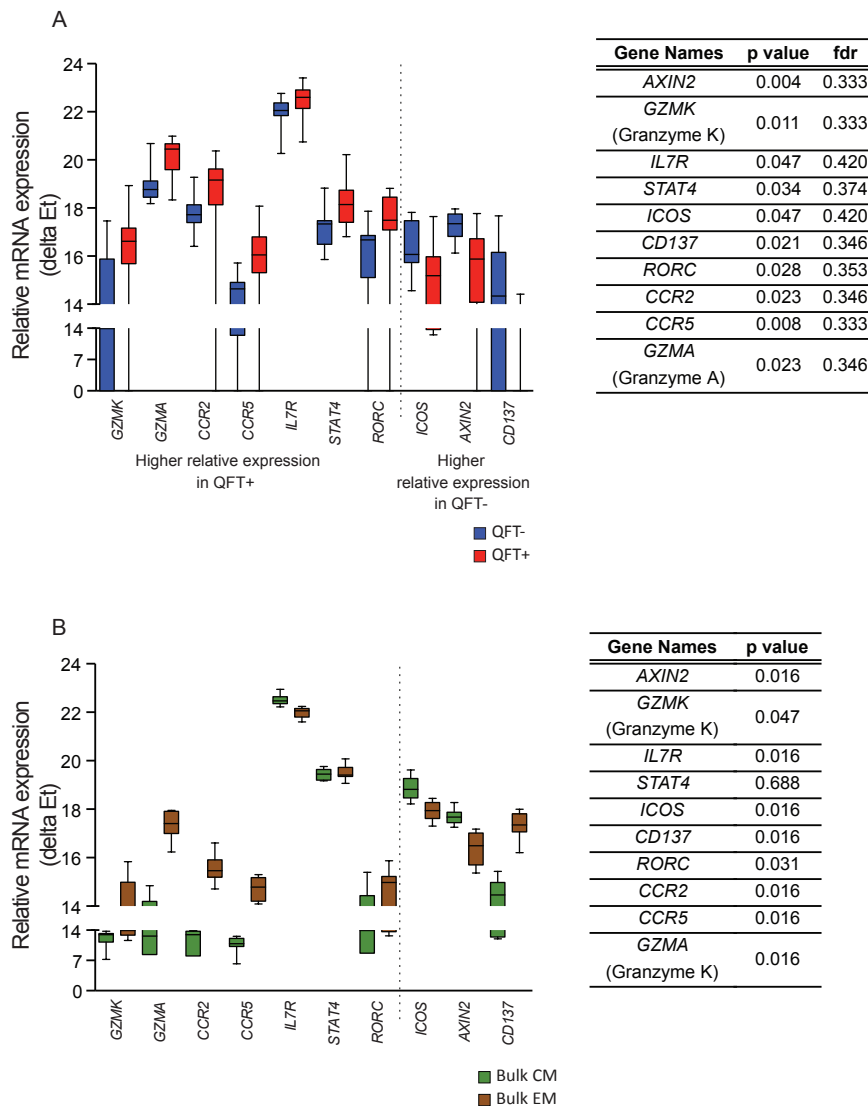 A
Relative mRNA expression
(delta Et)
24
22
20
18
16
14
14
7
0
GZMK
GZMA
CCR2
CCR5
IL7R
STAT4
RORC
ICOS
AXIN2
CD137
Higher relative expression
in QFT+
Higher
relative expression
in QFT-
QFT-
QFT+
Gene Names p value fdr
AXIN2 0.004 0.333
GZMK
(Granzyme K) 0.011 0.333
IL7R 0.047 0.420
STAT4 0.034 0.374
ICOS 0.047 0.420
CD137 0.021 0.346
RORC 0.028 0.353
CCR2 0.023 0.346
CCR5 0.008 0.333
GZMA
(Granzyme A) 0.023 0.346
B
Relative mRNA expression
(delta Et)
24
22
20
18
16
14
14
7
0
GZMK
GZMA
CCR2
CCR5
IL7R
STAT4
RORC
ICOS
AXIN2
CD137
Bulk CM
Bulk EM
Gene Names p value
AXIN2 0.016
GZMK
(Granzyme K) 0.047
IL7R 0.016
STAT4 0.688
ICOS 0.016
CD137 0.016
RORC 0.031
CCR2 0.016
CCR5 0.016
GZMA
(Granzyme K) 0.016